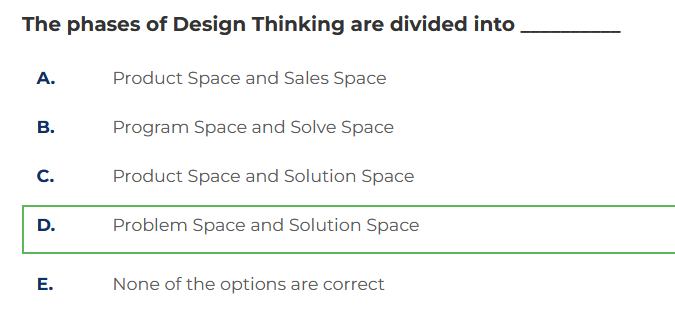 The phases of Design Thinking are divided into __________
A. Product Space and Sales Space
B. Program Space and Solve Space
C. Product Space and Solution Space
D. Problem Space and Solution Space
E. None of the options are correct